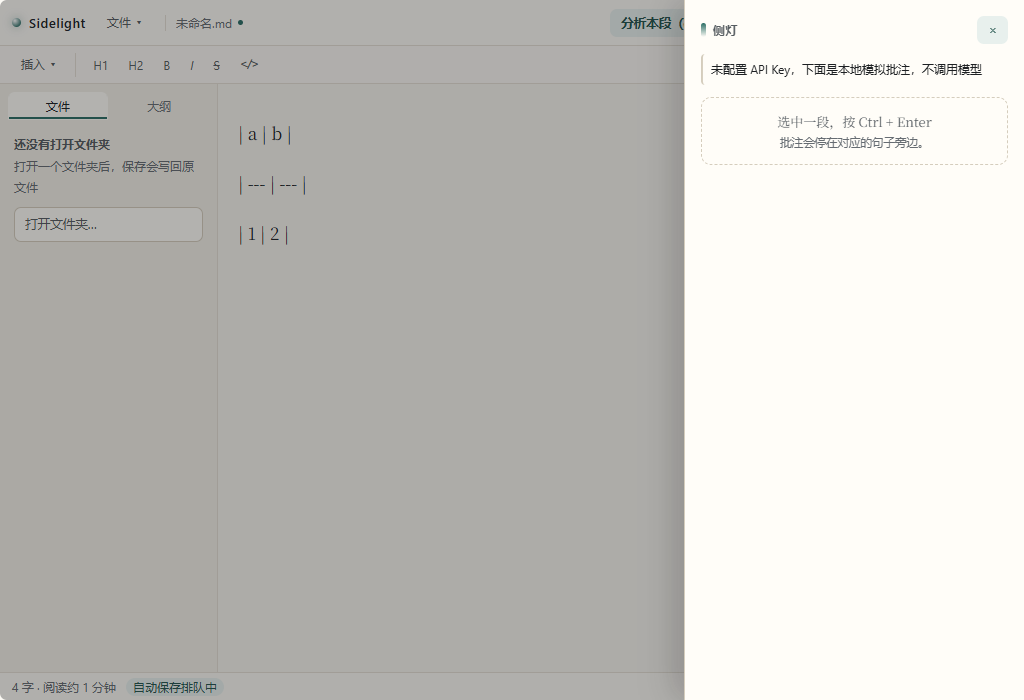 Sidelight 文件 ▾ 未命名.md ● 分析本段（
插入 ▾ H1 H2 B I S </>
文件 大纲
还没有打开文件夹
打开一个文件夹后，保存会写回原
文件
打开文件夹...
| a | b |
| --- | --- |
| 1 | 2 |
4 字 · 阅读约 1 分钟 自动保存排队中
侧灯 ×
未配置 API Key，下面是本地模拟批注，不调用模型
选中一段，按 Ctrl + Enter
批注会停在对应的句子旁边。